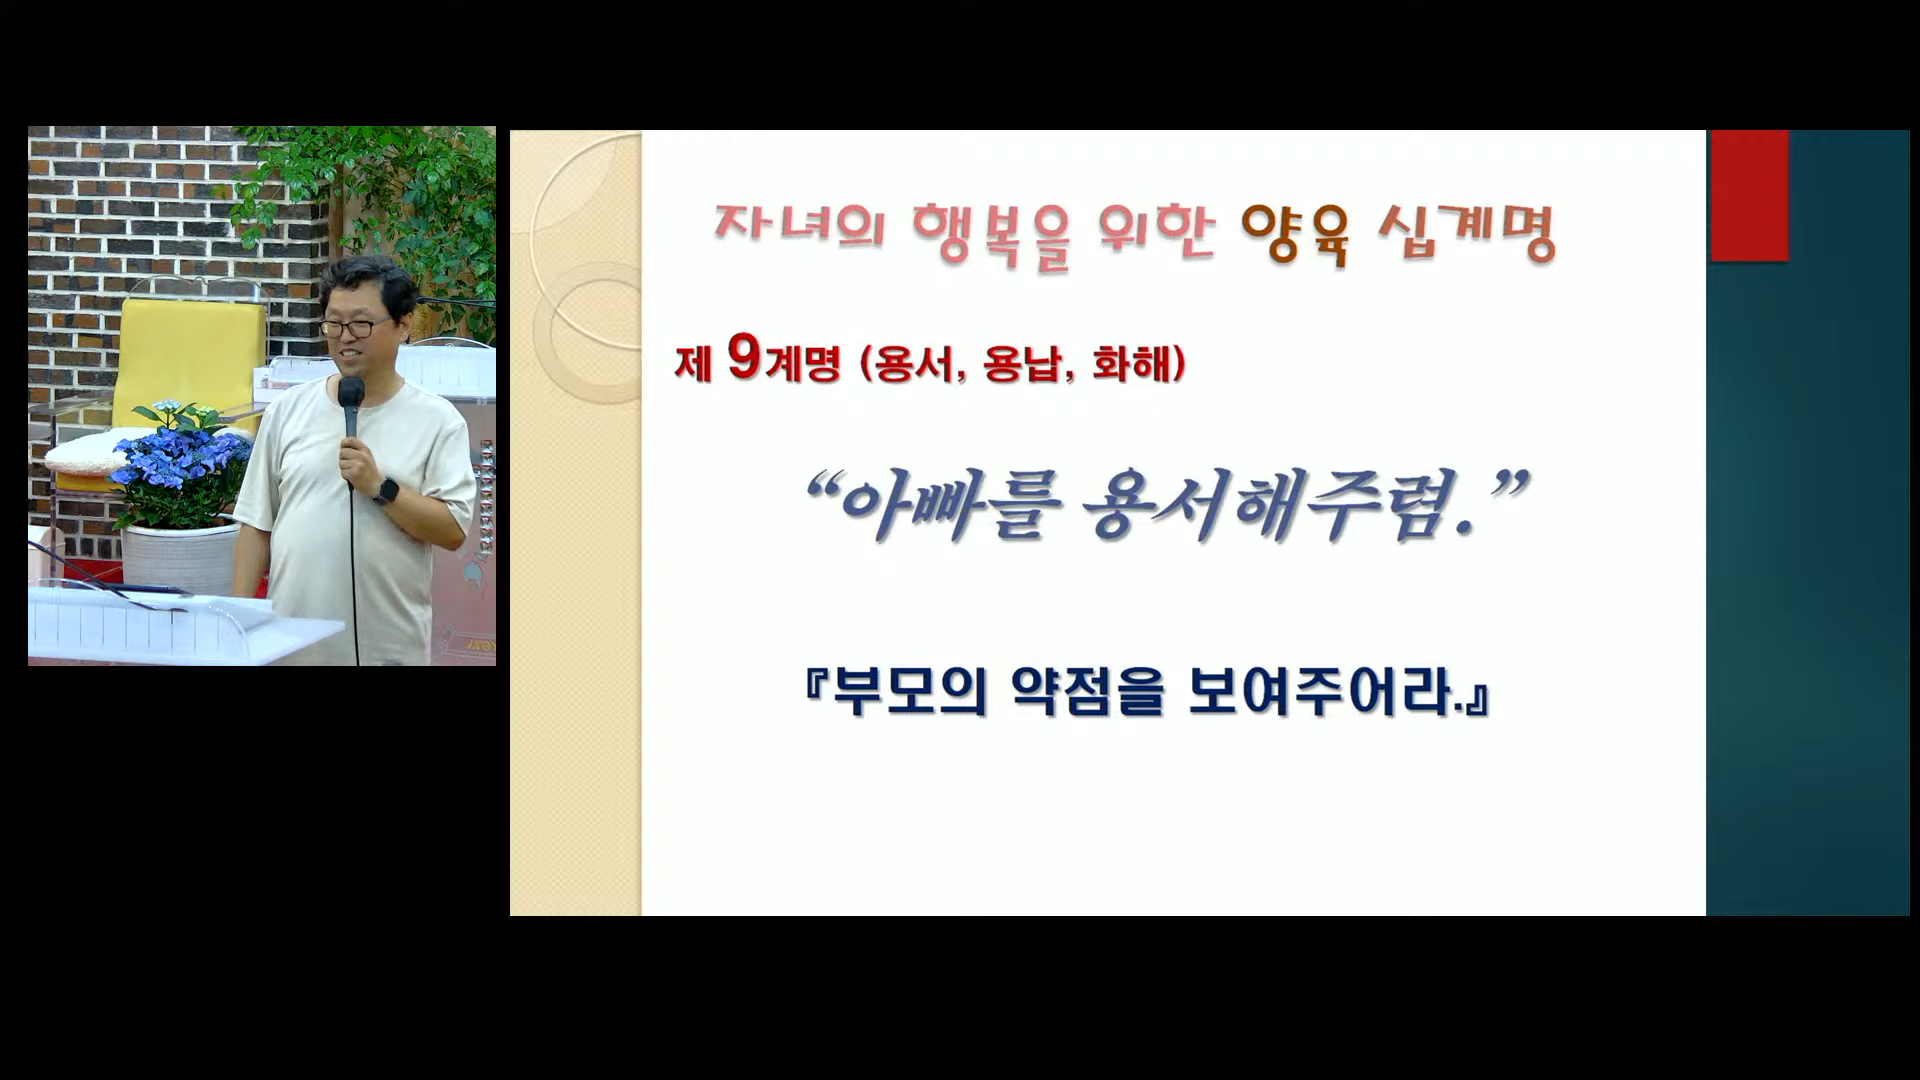 자녀의 행복을 위한 양육 십계명
제 9계명 (용서, 용납, 화해)
“아빠를 용서해주렴.”
『부모의 약점을 보여주어라.』